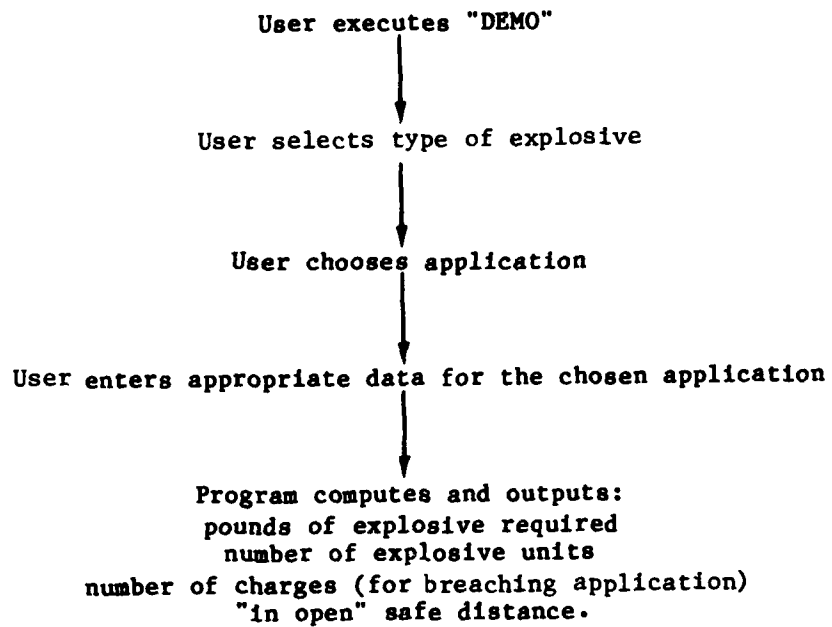 User executes "DEMO"
User selects type of explosive
User chooses application
User enters appropriate data for the chosen application
Program computes and outputs:
pounds of explosive required
number of explosive units
number of charges (for breaching application)
"in open" safe distance.